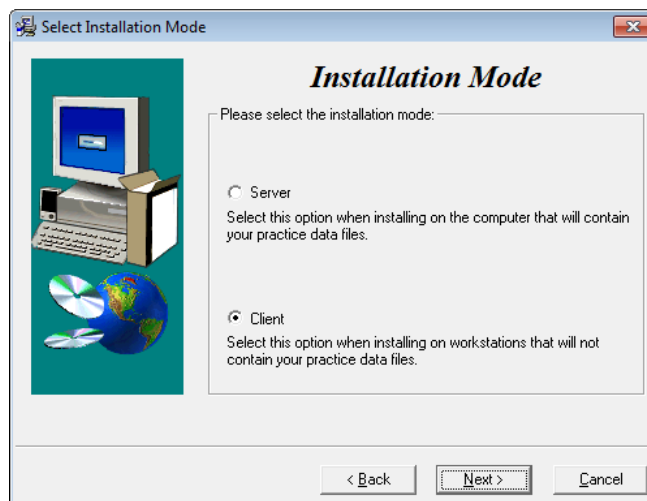 Select Installation Mode
Installation Mode
Please select the installation mode:
Server
Select this option when installing on the computer that will contain
your practice data files.
Client
Select this option when installing on workstations that will not
contain your practice data files.
< Back
Next >
Cancel